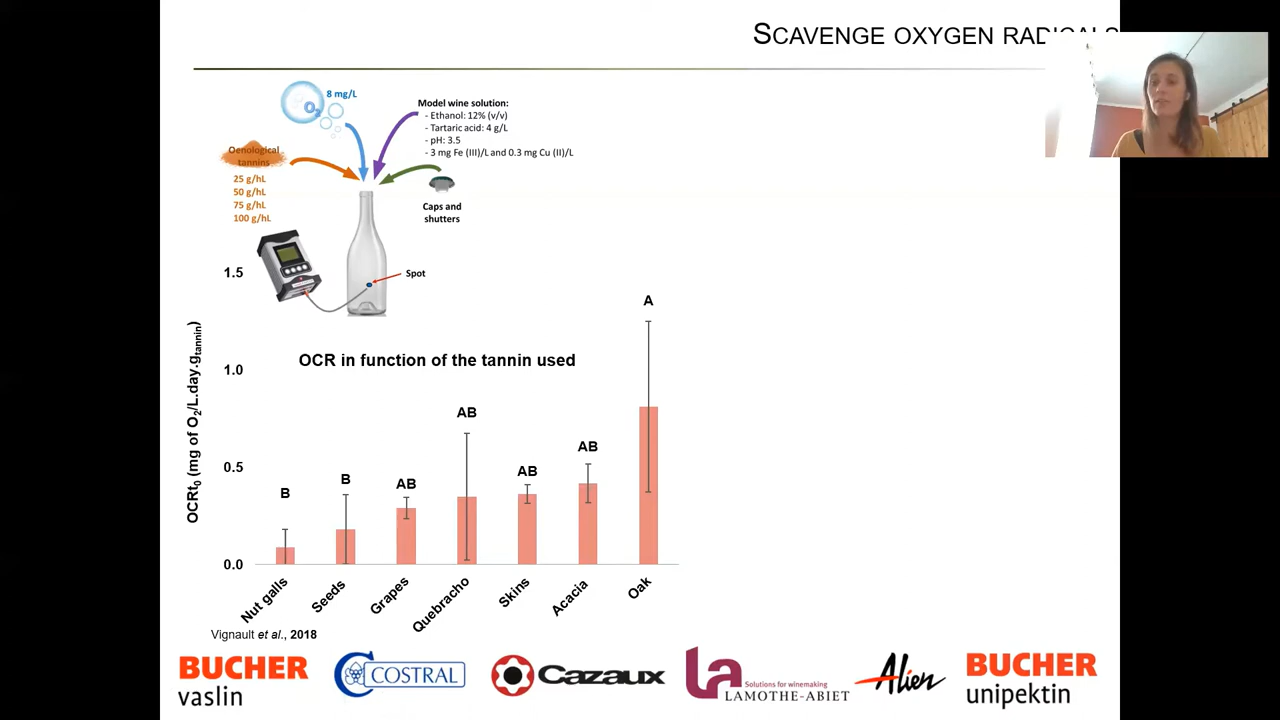 SCAVENGE OXYGEN RADICALS
O2
8 mg/L
Model wine solution:
- Ethanol: 12% (v/v)
- Tartaric acid: 4 g/L
- pH: 3.5
- 3 mg Fe (III)/L and 0.3 mg Cu (II)/L
Oenological
tannins
25 g/hL
50 g/hL
75 g/hL
100 g/hL
Caps and
shutters
Spot
OCR in function of the tannin used
OCRt0 (mg of O2/L.day.gtannin)
1.5
1.0
0.5
0.0
B
B
AB
AB
AB
AB
A
Nut galls
Seeds
Grapes
Quebracho
Skins
Acacia
Oak
Vignault et al., 2018
BUCHER
vaslin
COSTRAL
Cazaux
La
Solutions for winemaking
LAMOTHE-ABIET
Alien
BUCHER
unipektin